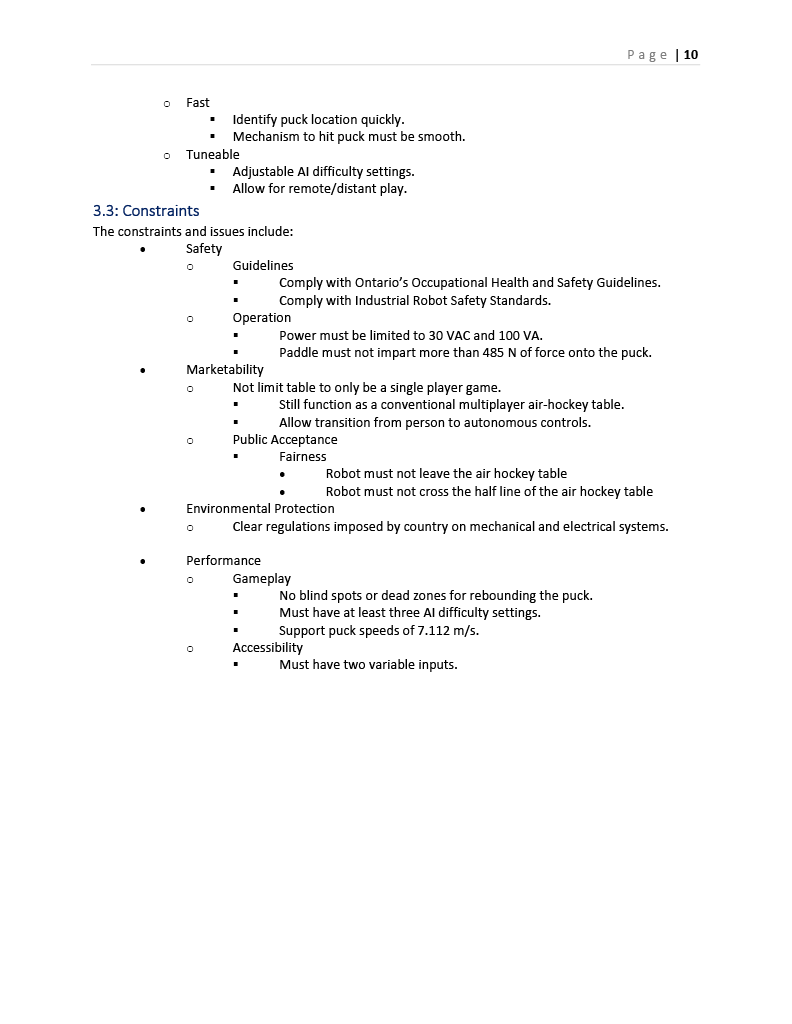 Page | 10
o Fast
▪ Identify puck location quickly.
▪ Mechanism to hit puck must be smooth.
o Tuneable
▪ Adjustable AI difficulty settings.
▪ Allow for remote/distant play.
3.3: Constraints
The constraints and issues include:
• Safety
o Guidelines
▪ Comply with Ontario’s Occupational Health and Safety Guidelines.
▪ Comply with Industrial Robot Safety Standards.
o Operation
▪ Power must be limited to 30 VAC and 100 VA.
▪ Paddle must not impart more than 485 N of force onto the puck.
• Marketability
o Not limit table to only be a single player game.
▪ Still function as a conventional multiplayer air-hockey table.
▪ Allow transition from person to autonomous controls.
o Public Acceptance
▪ Fairness
• Robot must not leave the air hockey table
• Robot must not cross the half line of the air hockey table
• Environmental Protection
o Clear regulations imposed by country on mechanical and electrical systems.
• Performance
o Gameplay
▪ No blind spots or dead zones for rebounding the puck.
▪ Must have at least three AI difficulty settings.
▪ Support puck speeds of 7.112 m/s.
o Accessibility
▪ Must have two variable inputs.